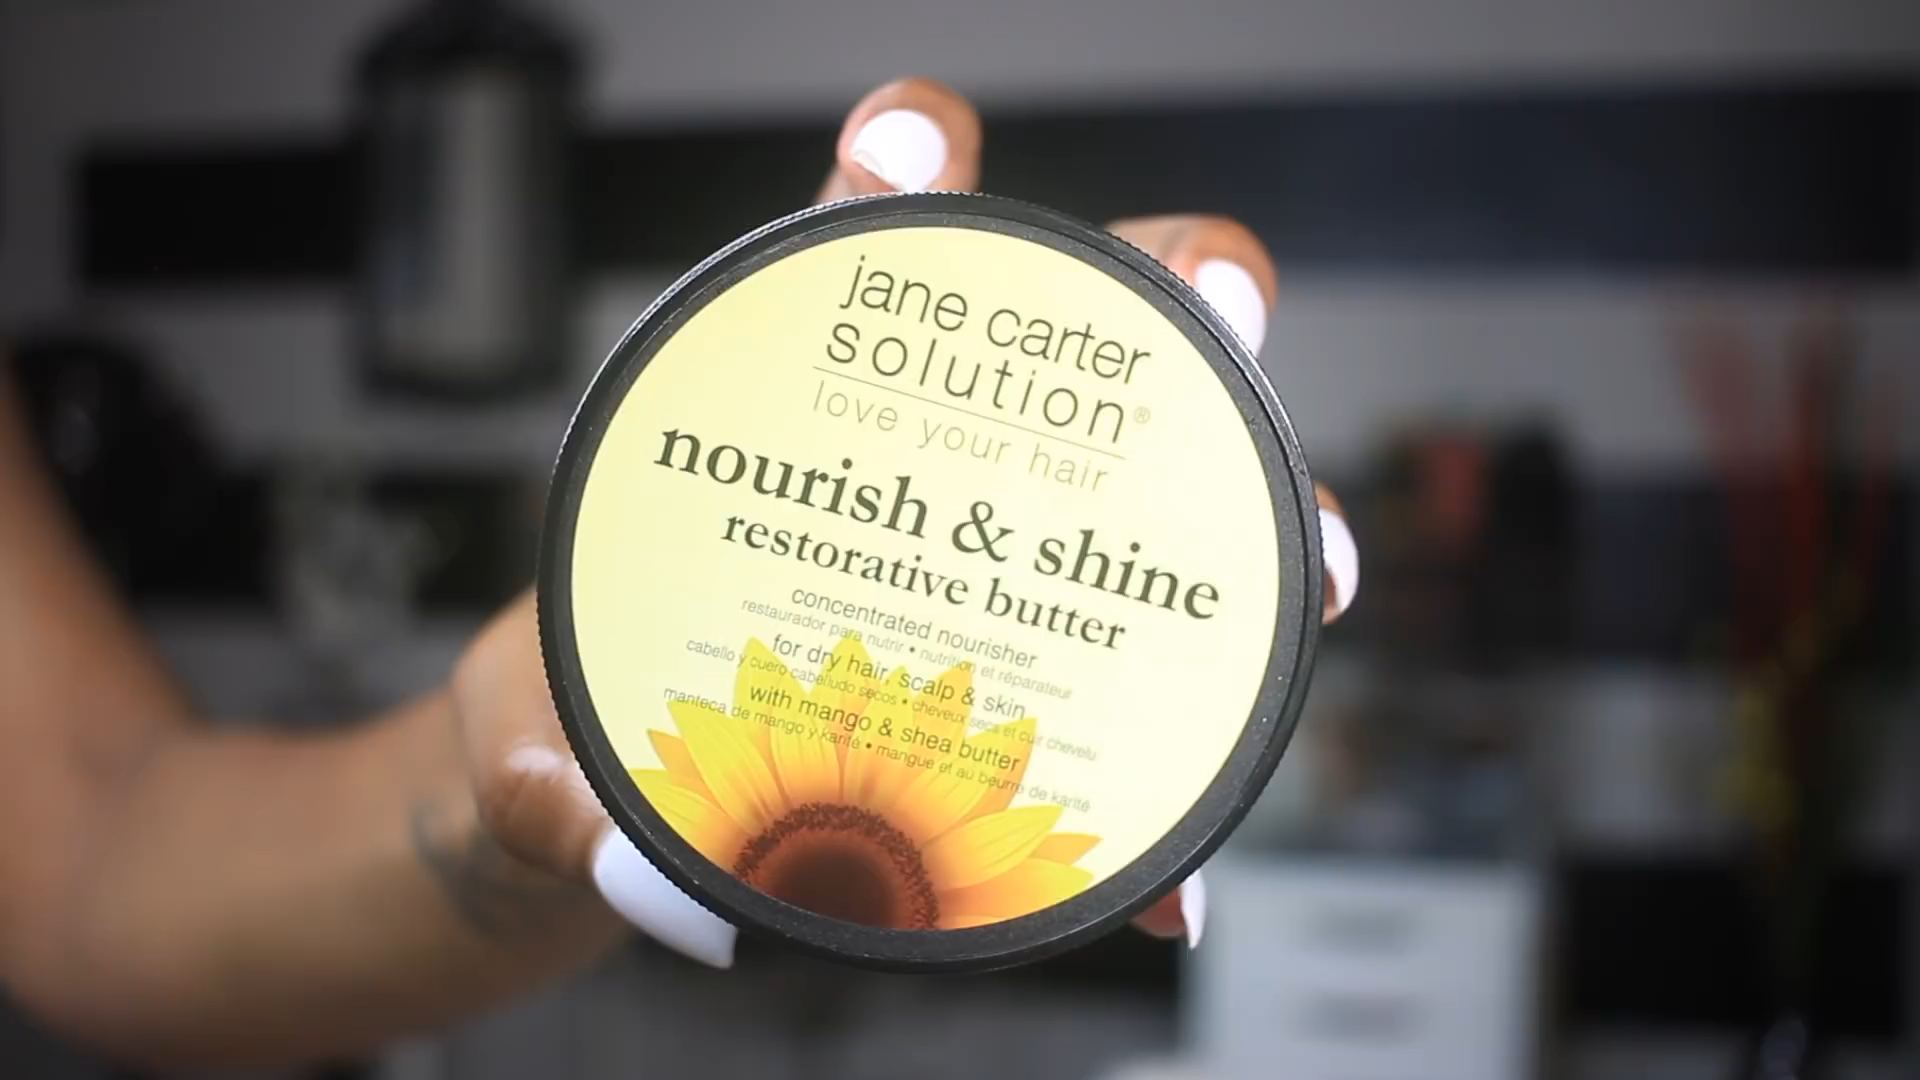 jane carter
solution®
love your hair
nourish & shine
restorative butter
concentrated nourisher
restaurador para nutrir • nutrition et réparateur
for dry hair, scalp & skin
cabello y cuero cabelludo secos • cheveux secs et cuir chevelu
with mango & shea butter
manteca de mango y karité • mangue et au beurre de karité